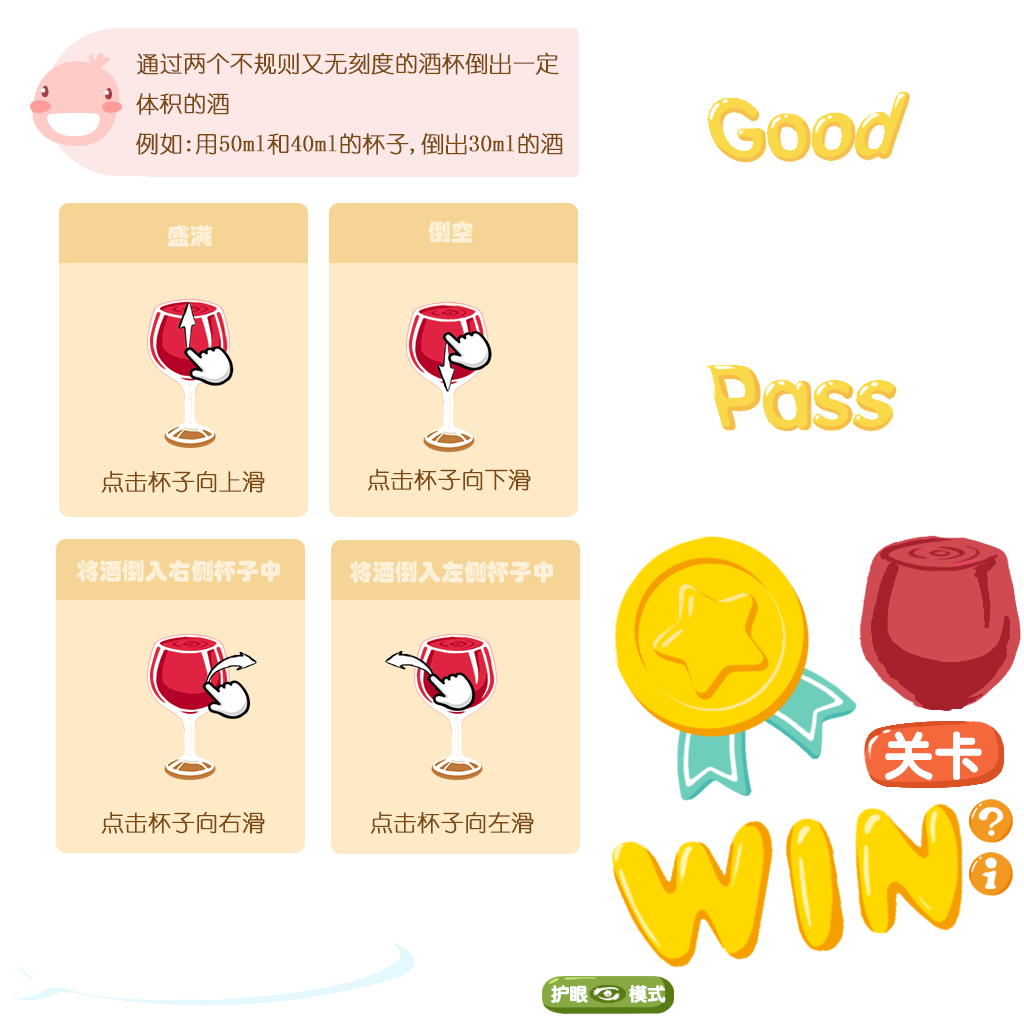 通过两个不规则又无刻度的酒杯倒出一定
体积的酒
例如:用50ml和40ml的杯子,倒出30ml的酒
盛满
倒空
点击杯子向上滑
点击杯子向下滑
将酒倒入右侧杯子中
将酒倒入左侧杯子中
点击杯子向右滑
点击杯子向左滑
Good
Pass
关卡
WIN
?
i
护眼 模式